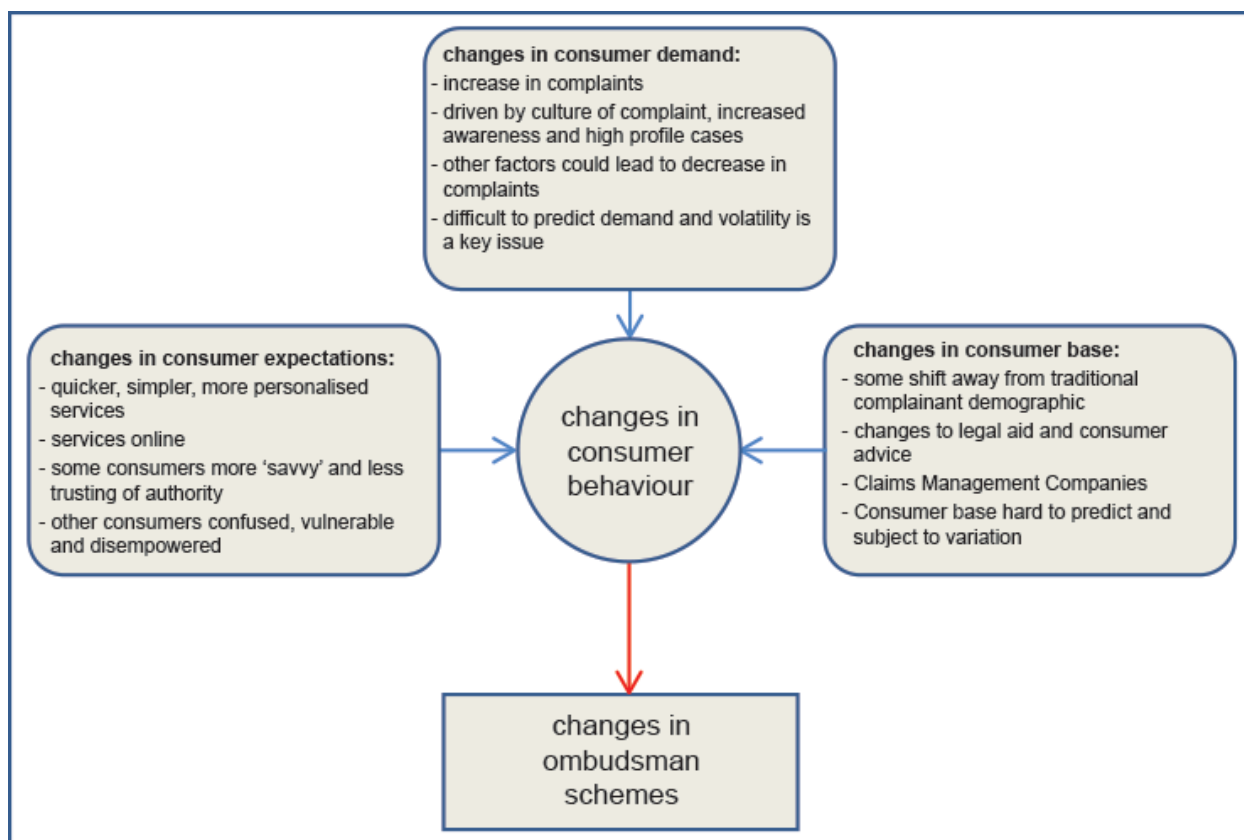 changes in consumer demand:
- increase in complaints
- driven by culture of complaint, increased
awareness and high profile cases
- other factors could lead to decrease in
complaints
- difficult to predict demand and volatility is
a key issue
changes in consumer expectations:
- quicker, simpler, more personalised
services
- services online
- some consumers more ‘savvy’ and less
trusting of authority
- other consumers confused, vulnerable
and disempowered
changes in
consumer
behaviour
changes in consumer base:
- some shift away from traditional
complainant demographic
- changes to legal aid and consumer
advice
- Claims Management Companies
- Consumer base hard to predict and
subject to variation
changes in
ombudsman
schemes